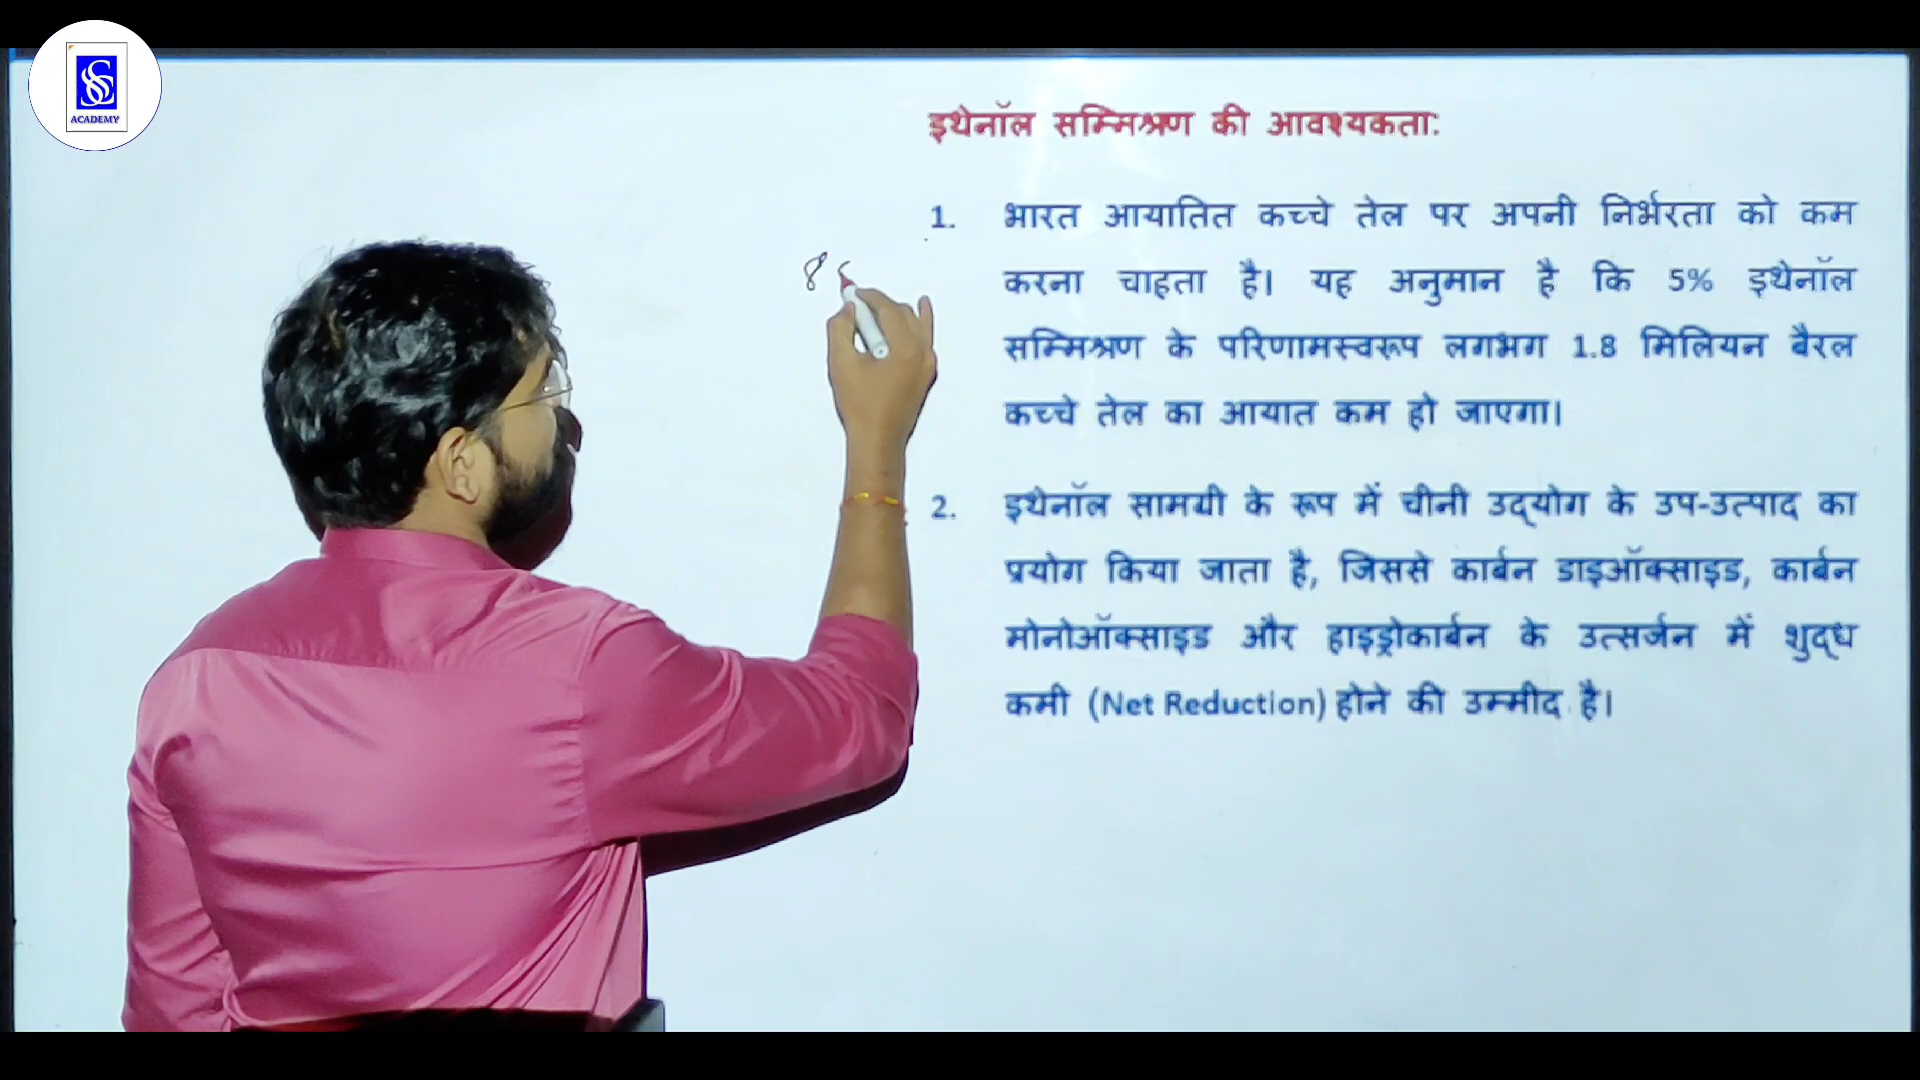 SSC
ACADEMY
इथेनॉल सम्मिश्रण की आवश्यकता:
1. भारत आयातित कच्चे तेल पर अपनी निर्भरता को कम
करना चाहता है। यह अनुमान है कि 5% इथेनॉल
सम्मिश्रण के परिणामस्वरूप लगभग 1.8 मिलियन बैरल
कच्चे तेल का आयात कम हो जाएगा।
8
2. इथेनॉल सामग्री के रूप में चीनी उद्योग के उप-उत्पाद का
प्रयोग किया जाता है, जिससे कार्बन डाइऑक्साइड, कार्बन
मोनोऑक्साइड और हाइड्रोकार्बन के उत्सर्जन में शुद्ध
कमी (Net Reduction) होने की उम्मीद है।